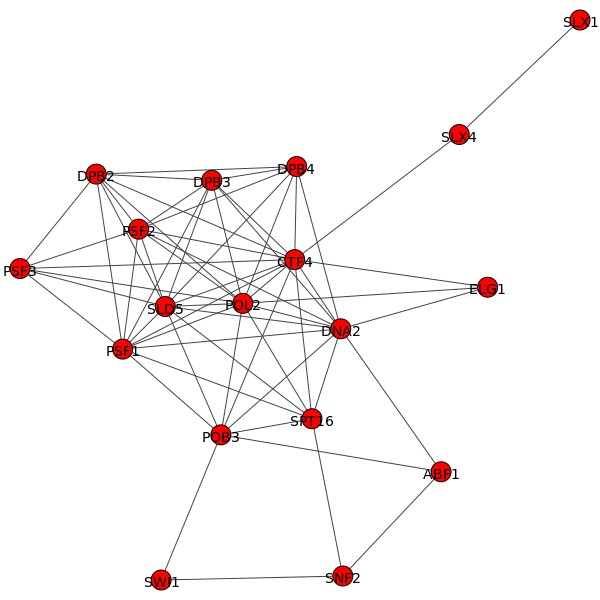 SLX1
SLX4
DPB4
DPB2
DPB3
PSF2
CTF4
PSF3
ELG1
POL2
SLD5
DNA2
PSF1
SPT16
POB3
ABF1
SNF2
SWI1